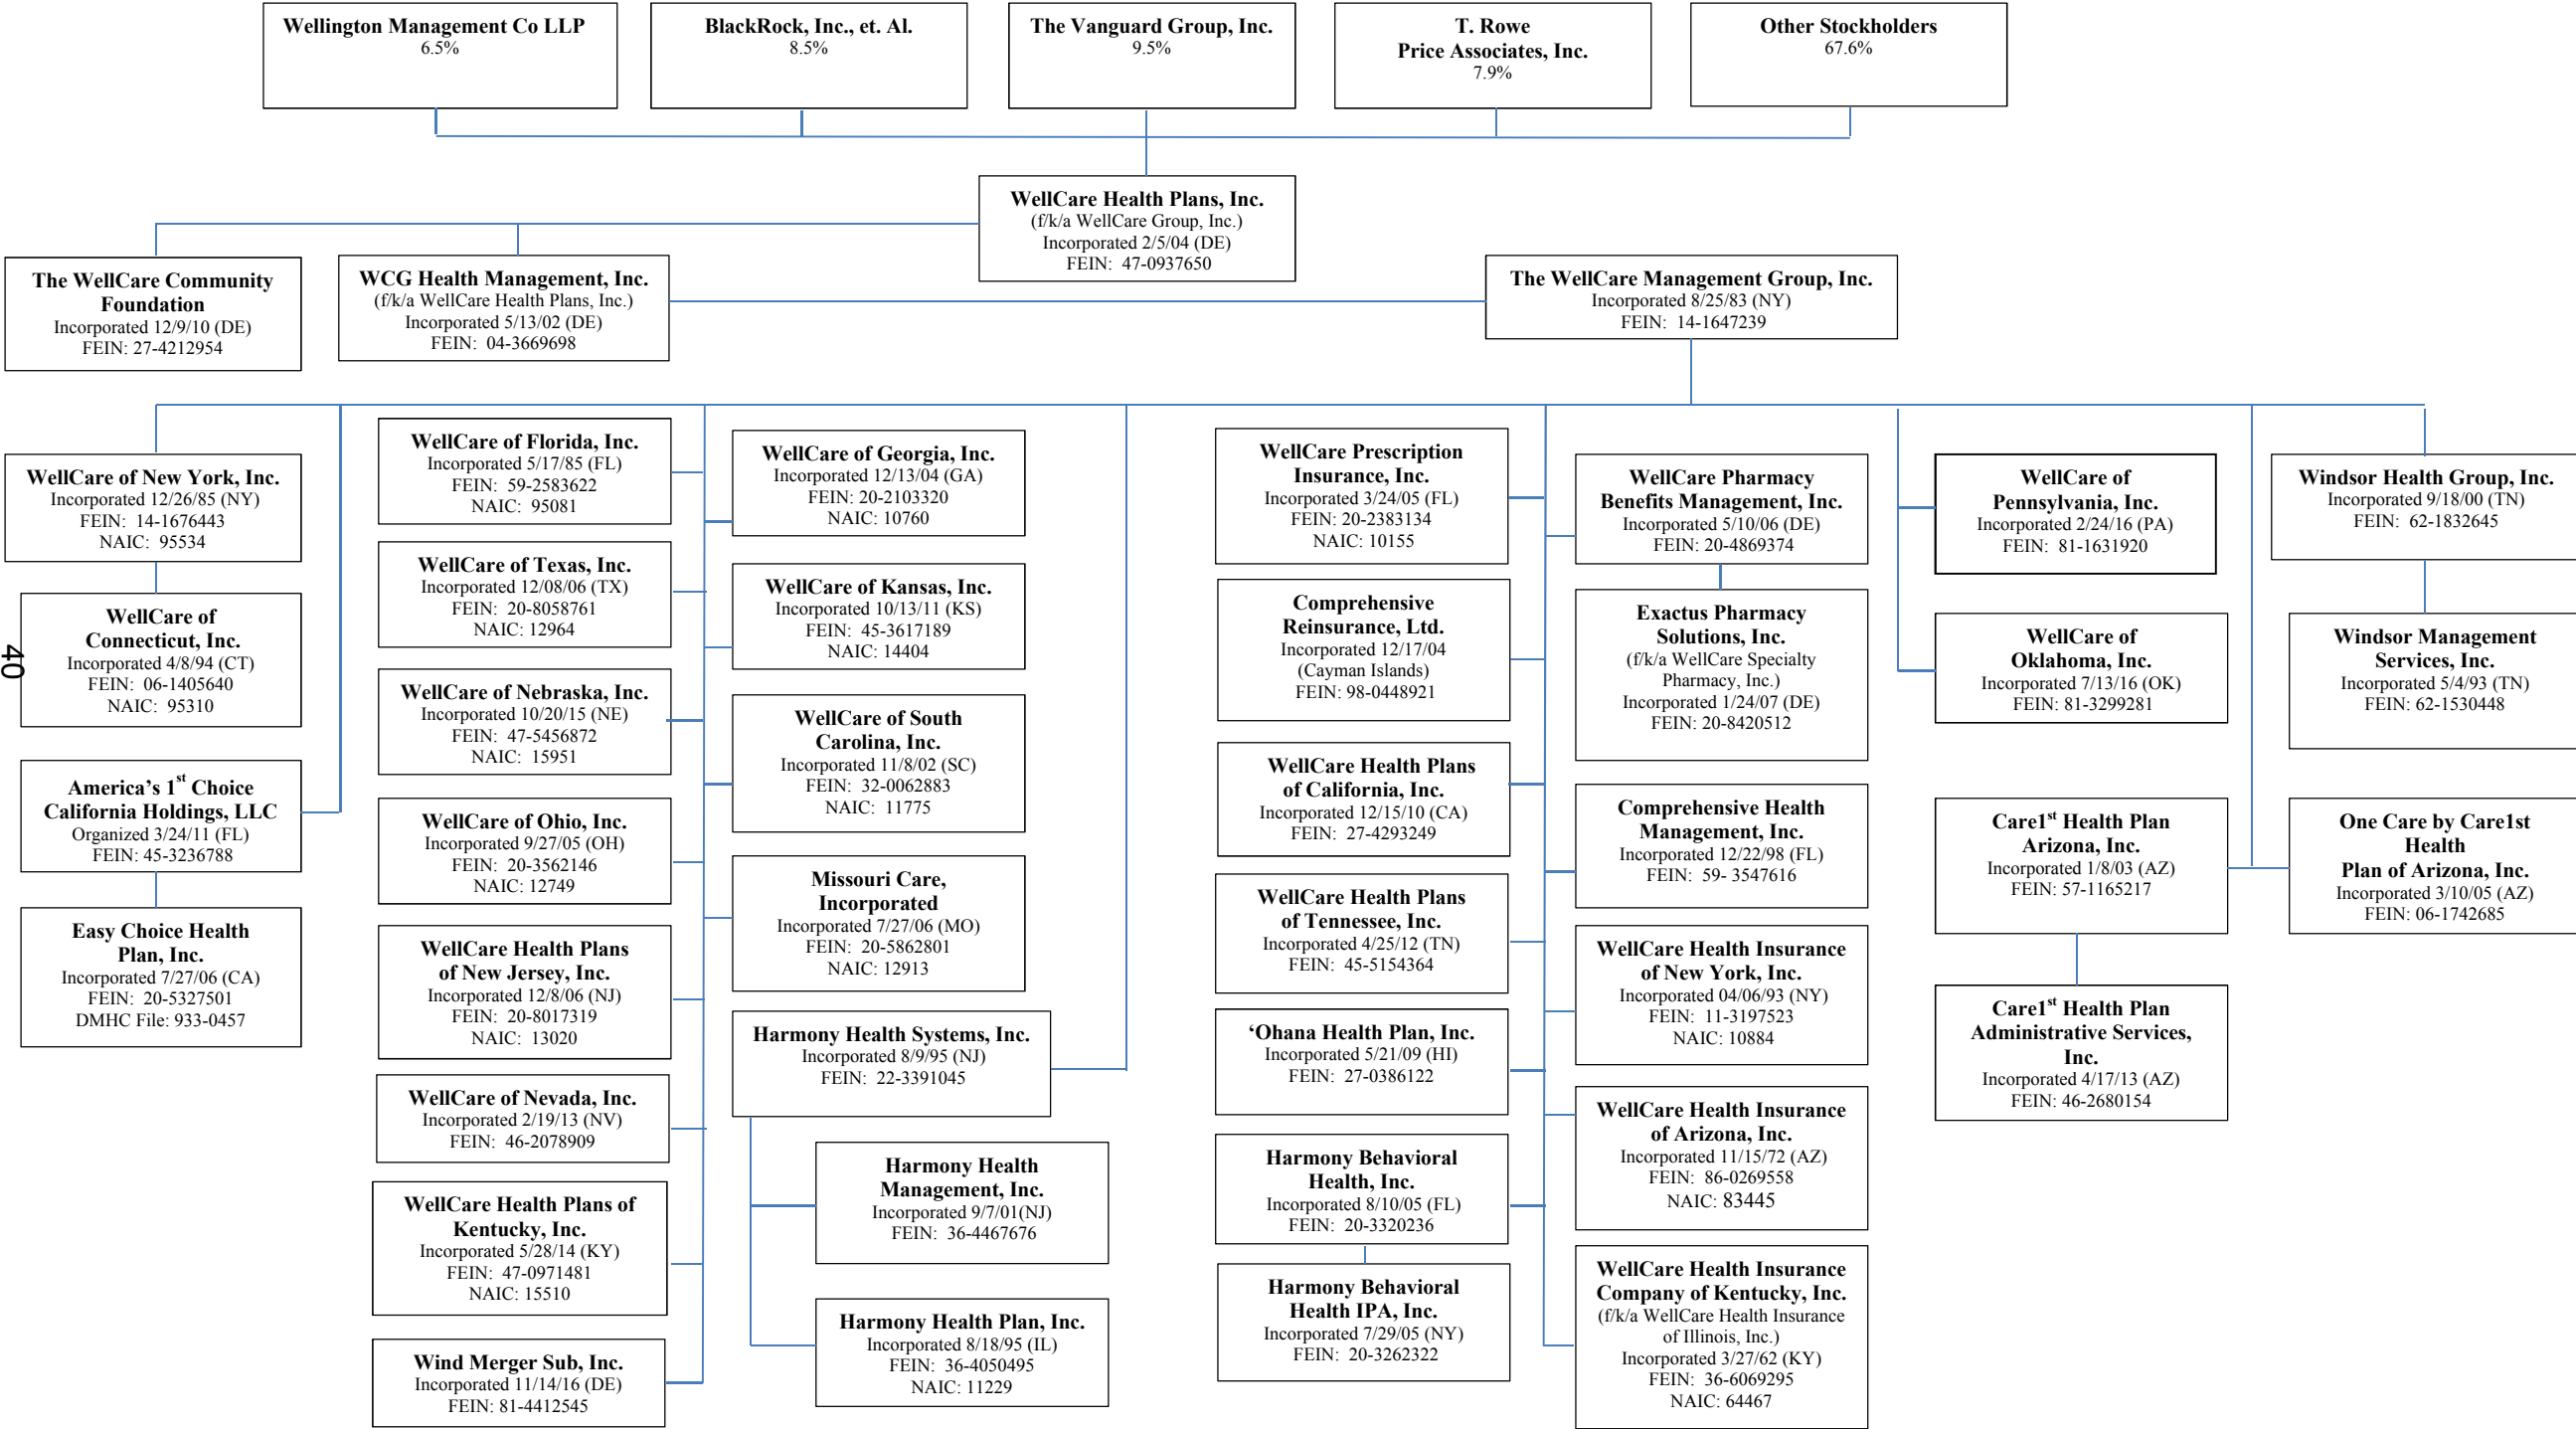 Wellington Management Co LLP
6.5%
BlackRock, Inc., et. Al.
8.5%
The Vanguard Group, Inc.
9.5%
T. Rowe
Price Associates, Inc.
7.9%
Other Stockholders
67.6%
WellCare Health Plans, Inc.
(f/k/a WellCare Group, Inc.)
Incorporated 2/5/04 (DE)
FEIN: 47-0937650
The WellCare Community
Foundation
Incorporated 12/9/10 (DE)
FEIN: 27-4212954
WCG Health Management, Inc.
(f/k/a WellCare Health Plans, Inc.)
Incorporated 5/13/02 (DE)
FEIN: 04-3669698
The WellCare Management Group, Inc.
Incorporated 8/25/83 (NY)
FEIN: 14-1647239
WellCare of New York, Inc.
Incorporated 12/26/85 (NY)
FEIN: 14-1676443
NAIC: 95534
WellCare of
Connecticut, Inc.
Incorporated 4/8/94 (CT)
FEIN: 06-1405640
NAIC: 95310
40
America's 1st Choice
California Holdings, LLC
Organized 3/24/11 (FL)
FEIN: 45-3236788
Easy Choice Health
Plan, Inc.
Incorporated 7/27/06 (CA)
FEIN: 20-5327501
DMHC File: 933-0457
WellCare of Florida, Inc.
Incorporated 5/17/85 (FL)
FEIN: 59-2583622
NAIC: 95081
WellCare of Texas, Inc.
Incorporated 12/08/06 (TX)
FEIN: 20-8058761
NAIC: 12964
WellCare of Nebraska, Inc.
Incorporated 10/20/15 (NE)
FEIN: 47-5456872
NAIC: 15951
WellCare of Ohio, Inc.
Incorporated 9/27/05 (OH)
FEIN: 20-3562146
NAIC: 12749
WellCare Health Plans
of New Jersey, Inc.
Incorporated 12/8/06 (NJ)
FEIN: 20-8017319
NAIC: 13020
WellCare of Nevada, Inc.
Incorporated 2/19/13 (NV)
FEIN: 46-2078909
WellCare Health Plans of
Kentucky, Inc.
Incorporated 5/28/14 (KY)
FEIN: 47-0971481
NAIC: 15510
Wind Merger Sub, Inc.
Incorporated 11/14/16 (DE)
FEIN: 81-4412545
WellCare of Georgia, Inc.
Incorporated 12/13/04 (GA)
FEIN: 20-2103320
NAIC: 10760
WellCare of Kansas, Inc.
Incorporated 10/13/11 (KS)
FEIN: 45-3617189
NAIC: 14404
WellCare of South
Carolina, Inc.
Incorporated 11/8/02 (SC)
FEIN: 32-0062883
NAIC: 11775
Missouri Care,
Incorporated
Incorporated 7/27/06 (MO)
FEIN: 20-5862801
NAIC: 12913
Harmony Health Systems, Inc.
Incorporated 8/9/95 (NJ)
FEIN: 22-3391045
Harmony Health
Management, Inc.
Incorporated 9/7/01(NJ)
FEIN: 36-4467676
Harmony Health Plan, Inc.
Incorporated 8/18/95 (IL)
FEIN: 36-4050495
NAIC: 11229
WellCare Prescription
Insurance, Inc.
Incorporated 3/24/05 (FL)
FEIN: 20-2383134
NAIC: 10155
Comprehensive
Reinsurance, Ltd.
Incorporated 12/17/04
(Cayman Islands)
FEIN: 98-0448921
WellCare Health Plans
of California, Inc.
Incorporated 12/15/10 (CA)
FEIN: 27-4293249
WellCare Health Plans
of Tennessee, Inc.
Incorporated 4/25/12 (TN)
FEIN: 45-5154364
‘Ohana Health Plan, Inc.
Incorporated 5/21/09 (HI)
FEIN: 27-0386122
Harmony Behavioral
Health, Inc.
Incorporated 8/10/05 (FL)
FEIN: 20-3320236
Harmony Behavioral
Health IPA, Inc.
Incorporated 7/29/05 (NY)
FEIN: 20-3262322
WellCare Pharmacy
Benefits Management, Inc.
Incorporated 5/10/06 (DE)
FEIN: 20-4869374
Exactus Pharmacy
Solutions, Inc.
(f/k/a WellCare Specialty
Pharmacy, Inc.)
Incorporated 1/24/07 (DE)
FEIN: 20-8420512
Comprehensive Health
Management, Inc.
Incorporated 12/22/98 (FL)
FEIN: 59- 3547616
WellCare Health Insurance
of New York, Inc.
Incorporated 04/06/93 (NY)
FEIN: 11-3197523
NAIC: 10884
WellCare Health Insurance
of Arizona, Inc.
Incorporated 11/15/72 (AZ)
FEIN: 86-0269558
NAIC: 83445
WellCare Health Insurance
Company of Kentucky, Inc.
(f/k/a WellCare Health Insurance
of Illinois, Inc.)
Incorporated 3/27/62 (KY)
FEIN: 36-6069295
NAIC: 64467
WellCare of
Pennsylvania, Inc.
Incorporated 2/24/16 (PA)
FEIN: 81-1631920
WellCare of
Oklahoma, Inc.
Incorporated 7/13/16 (OK)
FEIN: 81-3299281
Care1st Health Plan
Arizona, Inc.
Incorporated 1/8/03 (AZ)
FEIN: 57-1165217
Care1st Health Plan
Administrative Services,
Inc.
Incorporated 4/17/13 (AZ)
FEIN: 46-2680154
Windsor Health Group, Inc.
Incorporated 9/18/00 (TN)
FEIN: 62-1832645
Windsor Management
Services, Inc.
Incorporated 5/4/93 (TN)
FEIN: 62-1530448
One Care by Care1st
Health
Plan of Arizona, Inc.
Incorporated 3/10/05 (AZ)
FEIN: 06-1742685